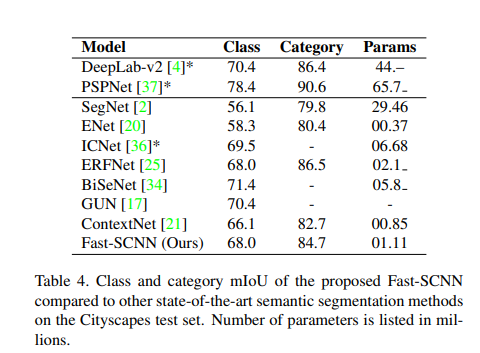 Model Class Category Params
DeepLab-v2 [4]* 70.4 86.4 44.–
PSPNet [37]* 78.4 90.6 65.7-
SegNet [2] 56.1 79.8 29.46
ENet [20] 58.3 80.4 00.37
ICNet [36]* 69.5 - 06.68
ERFNet [25] 68.0 86.5 02.1-
BiSeNet [34] 71.4 - 05.8-
GUN [17] 70.4 - -
ContextNet [21] 66.1 82.7 00.85
Fast-SCNN (Ours) 68.0 84.7 01.11
Table 4. Class and category mIoU of the proposed Fast-SCNN
compared to other state-of-the-art semantic segmentation methods
on the Cityscapes test set. Number of parameters is listed in mil-
lions.